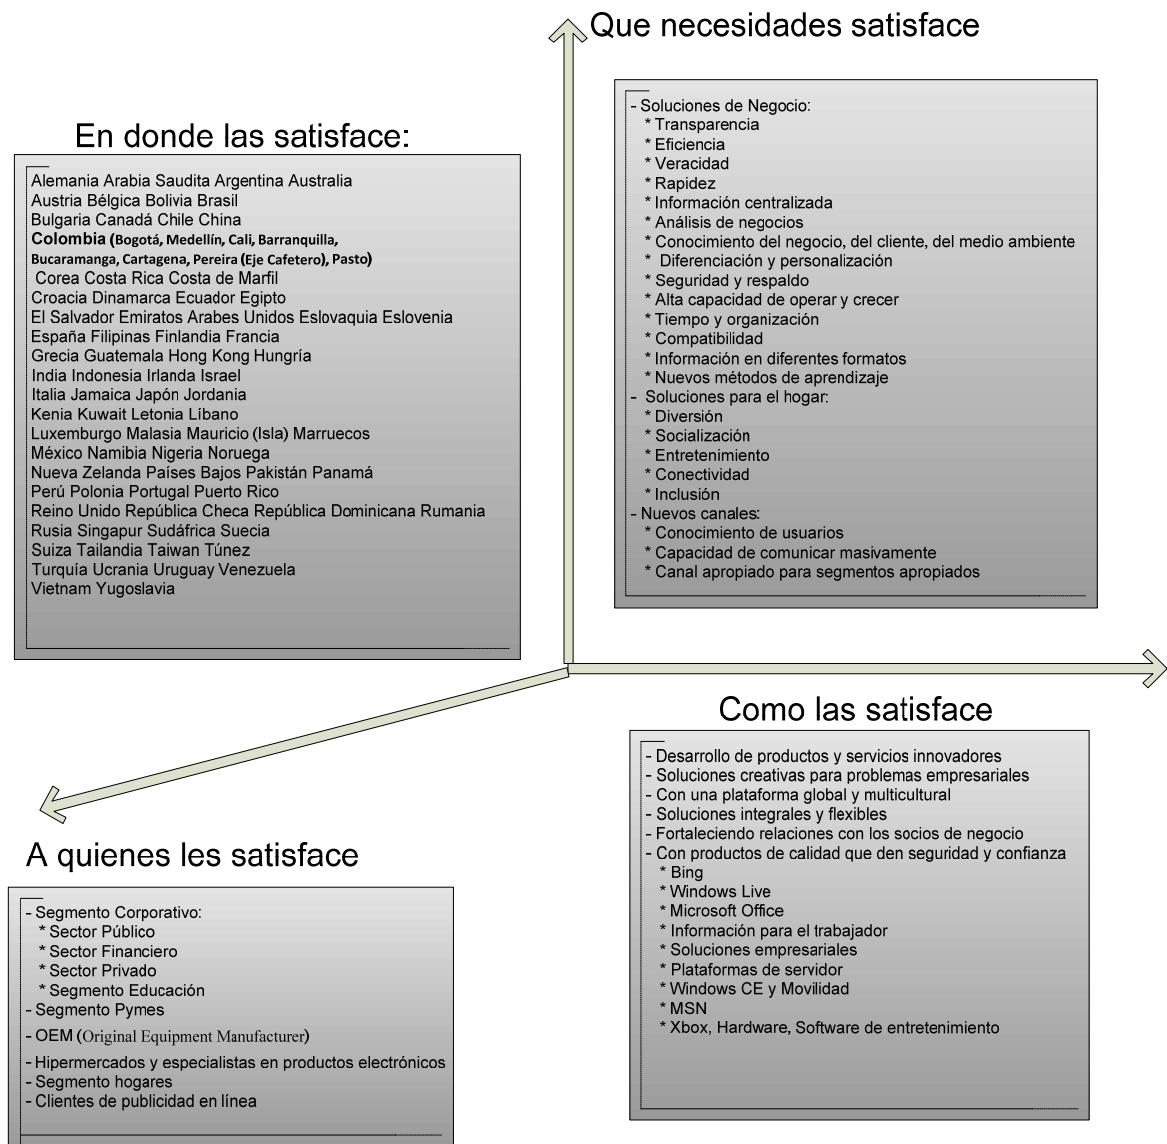 Que necesidades satisface
- Soluciones de Negocio:
* Transparencia
* Eficiencia
* Veracidad
* Rapidez
* Información centralizada
* Análisis de negocios
* Conocimiento del negocio, del cliente, del medio ambiente
* Diferenciación y personalización
* Seguridad y respaldo
* Alta capacidad de operar y crecer
* Tiempo y organización
* Compatibilidad
* Información en diferentes formatos
* Nuevos métodos de aprendizaje
- Soluciones para el hogar:
* Diversión
* Socialización
* Entretenimiento
* Conectividad
* Inclusión
- Nuevos canales:
* Conocimiento de usuarios
* Capacidad de comunicar masivamente
* Canal apropiado para segmentos apropiados
En donde las satisface:
Alemania Arabia Saudita Argentina Australia
Austria Bélgica Bolivia Brasil
Bulgaria Canadá Chile China
Colombia (Bogotá, Medellín, Cali, Barranquilla,
Bucaramanga, Cartagena, Pereira (Eje Cafetero), Pasto)
Corea Costa Rica Costa de Marfil
Croacia Dinamarca Ecuador Egipto
El Salvador Emiratos Arabes Unidos Eslovaquia Eslovenia
España Filipinas Finlandia Francia
Grecia Guatemala Hong Kong Hungría
India Indonesia Irlanda Israel
Italia Jamaica Japón Jordania
Kenia Kuwait Letonia Líbano
Luxemburgo Malasia Mauricio (Isla) Marruecos
México Namibia Nigeria Noruega
Nueva Zelanda Países Bajos Pakistán Panamá
Perú Polonia Portugal Puerto Rico
Reino Unido República Checa República Dominicana Rumania
Rusia Singapur Sudáfrica Suecia
Suiza Tailandia Taiwan Túnez
Turquía Ucrania Uruguay Venezuela
Vietnam Yugoslavia
Como las satisface
- Desarrollo de productos y servicios innovadores
- Soluciones creativas para problemas empresariales
- Con una plataforma global y multicultural
- Soluciones integrales y flexibles
- Fortaleciendo relaciones con los socios de negocio
- Con productos de calidad que den seguridad y confianza
* Bing
* Windows Live
* Microsoft Office
* Información para el trabajador
* Soluciones empresariales
* Plataformas de servidor
* Windows CE y Movilidad
* MSN
* Xbox, Hardware, Software de entretenimiento
A quienes les satisface
- Segmento Corporativo:
* Sector Público
* Sector Financiero
* Sector Privado
* Segmento Educación
- Segmento Pymes
- OEM (Original Equipment Manufacturer)
- Hipermercados y especialistas en productos electrónicos
- Segmento hogares
- Clientes de publicidad en línea